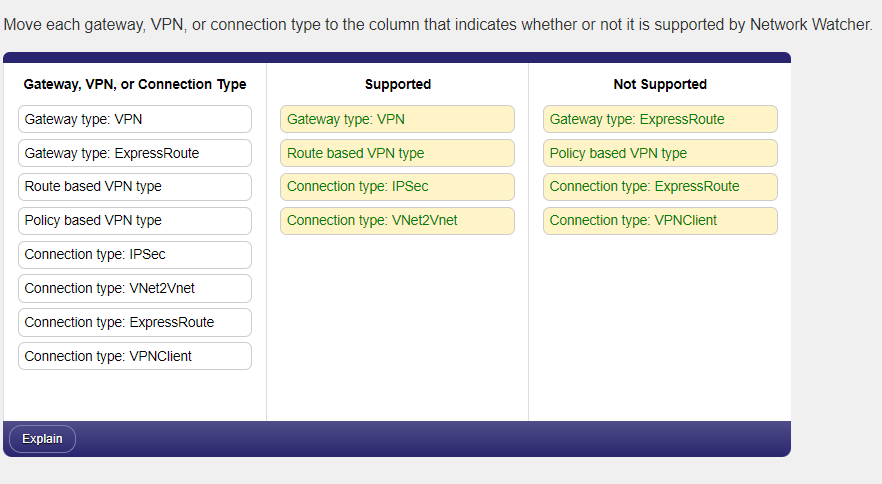 Move each gateway, VPN, or connection type to the column that indicates whether or not it is supported by Network Watcher.
Gateway, VPN, or Connection Type
Gateway type: VPN
Gateway type: ExpressRoute
Route based VPN type
Policy based VPN type
Connection type: IPSec
Connection type: VNet2Vnet
Connection type: ExpressRoute
Connection type: VPNClient
Supported
Gateway type: VPN
Route based VPN type
Connection type: IPSec
Connection type: VNet2Vnet
Not Supported
Gateway type: ExpressRoute
Policy based VPN type
Connection type: ExpressRoute
Connection type: VPNClient
Explain